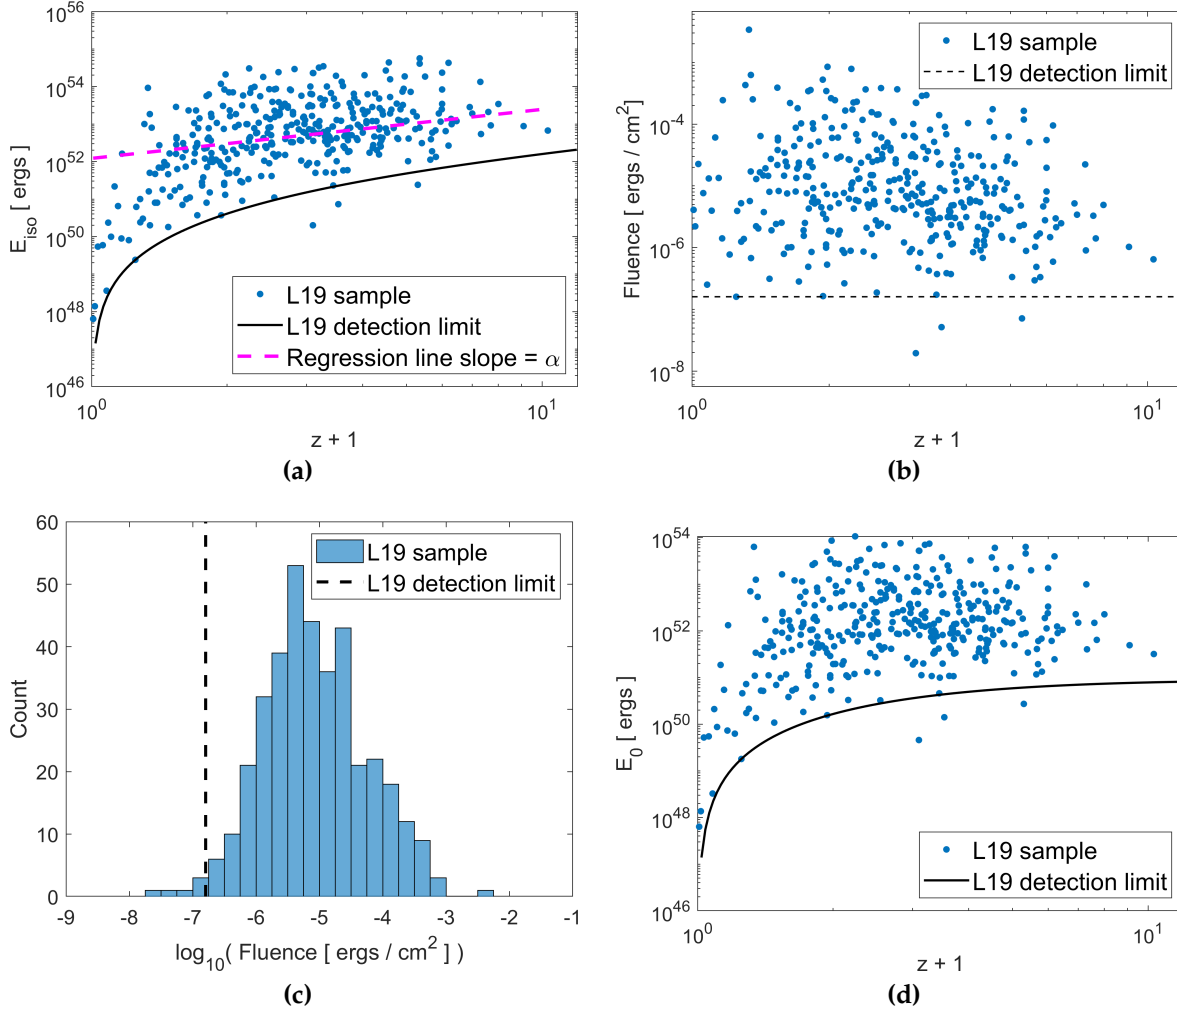 10^56
10^54
10^52
10^50
10^48
10^46
E_iso [ ergs ]
L19 sample
L19 detection limit
Regression line slope = α
10^0
10^1
z + 1
(a)
10^-4
10^-6
10^-8
Fluence [ ergs / cm^2 ]
L19 sample
L19 detection limit
10^0
10^1
z + 1
(b)
60
50
40
30
20
10
0
Count
L19 sample
L19 detection limit
-9 -8 -7 -6 -5 -4 -3 -2 -1
log_10( Fluence [ ergs / cm^2 ] )
(c)
10^54
10^52
10^50
10^48
10^46
E_0 [ ergs ]
L19 sample
L19 detection limit
10^0
10^1
z + 1
(d)